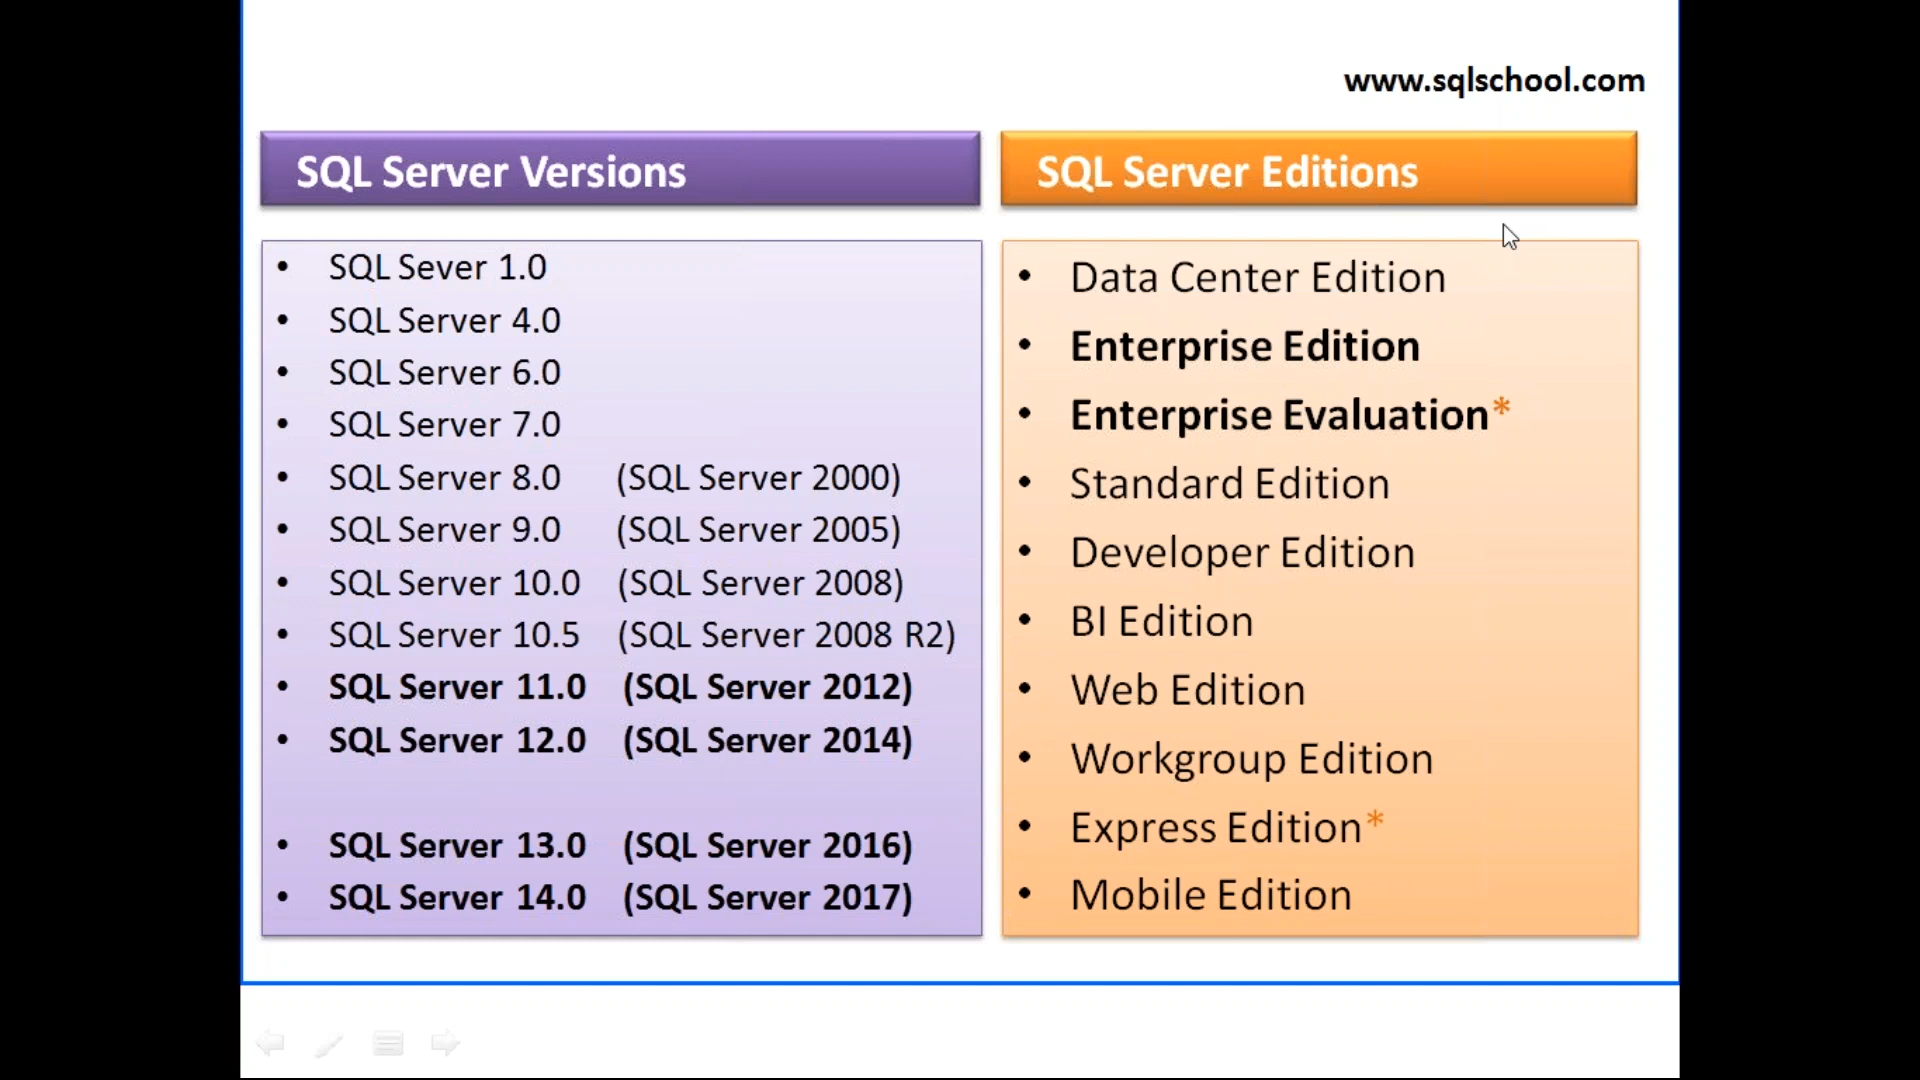 www.sqlschool.com
SQL Server Versions
• SQL Sever 1.0
• SQL Server 4.0
• SQL Server 6.0
• SQL Server 7.0
• SQL Server 8.0 (SQL Server 2000)
• SQL Server 9.0 (SQL Server 2005)
• SQL Server 10.0 (SQL Server 2008)
• SQL Server 10.5 (SQL Server 2008 R2)
• SQL Server 11.0 (SQL Server 2012)
• SQL Server 12.0 (SQL Server 2014)
• SQL Server 13.0 (SQL Server 2016)
• SQL Server 14.0 (SQL Server 2017)
SQL Server Editions
• Data Center Edition
• Enterprise Edition
• Enterprise Evaluation*
• Standard Edition
• Developer Edition
• BI Edition
• Web Edition
• Workgroup Edition
• Express Edition*
• Mobile Edition